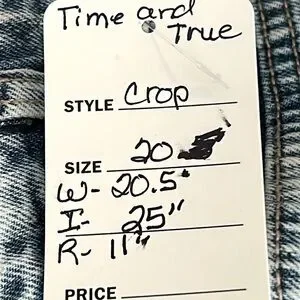 Time and
True
STYLE Crop
SIZE 20
W- 20.5"
I- 25"
R- 11"
PRICE